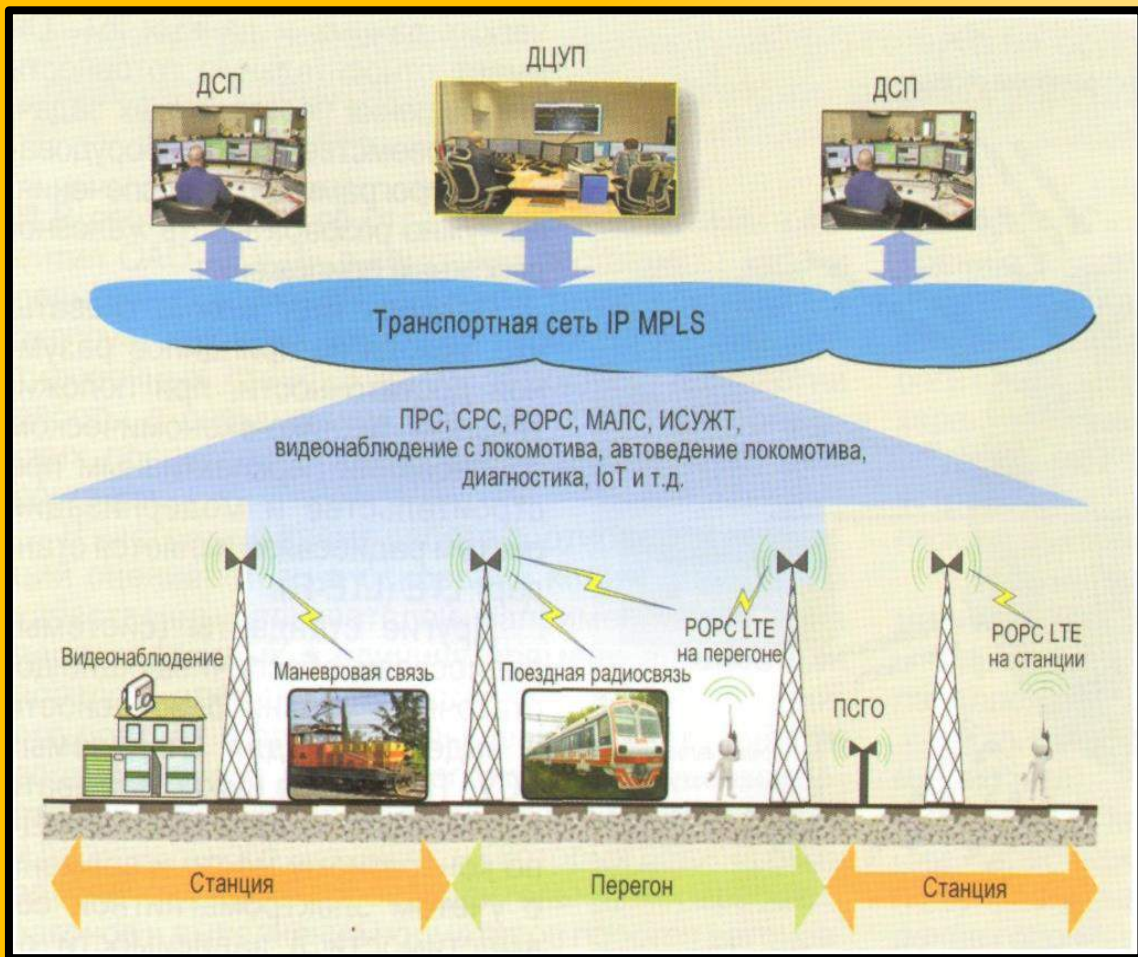 ДСП
ДЦУП
ДСП
Транспортная сеть IP MPLS
ПРС, СРС, РОРС, МАЛС, ИСУЖТ,
видеонаблюдение с локомотива, автоведение локомотива,
диагностика, IoT и т.д.
Видеонаблюдение
Маневровая связь
Поездная радиосвязь
РОРС LTE
на перегоне
ПСГО
РОРС LTE
на станции
Станция
Перегон
Станция